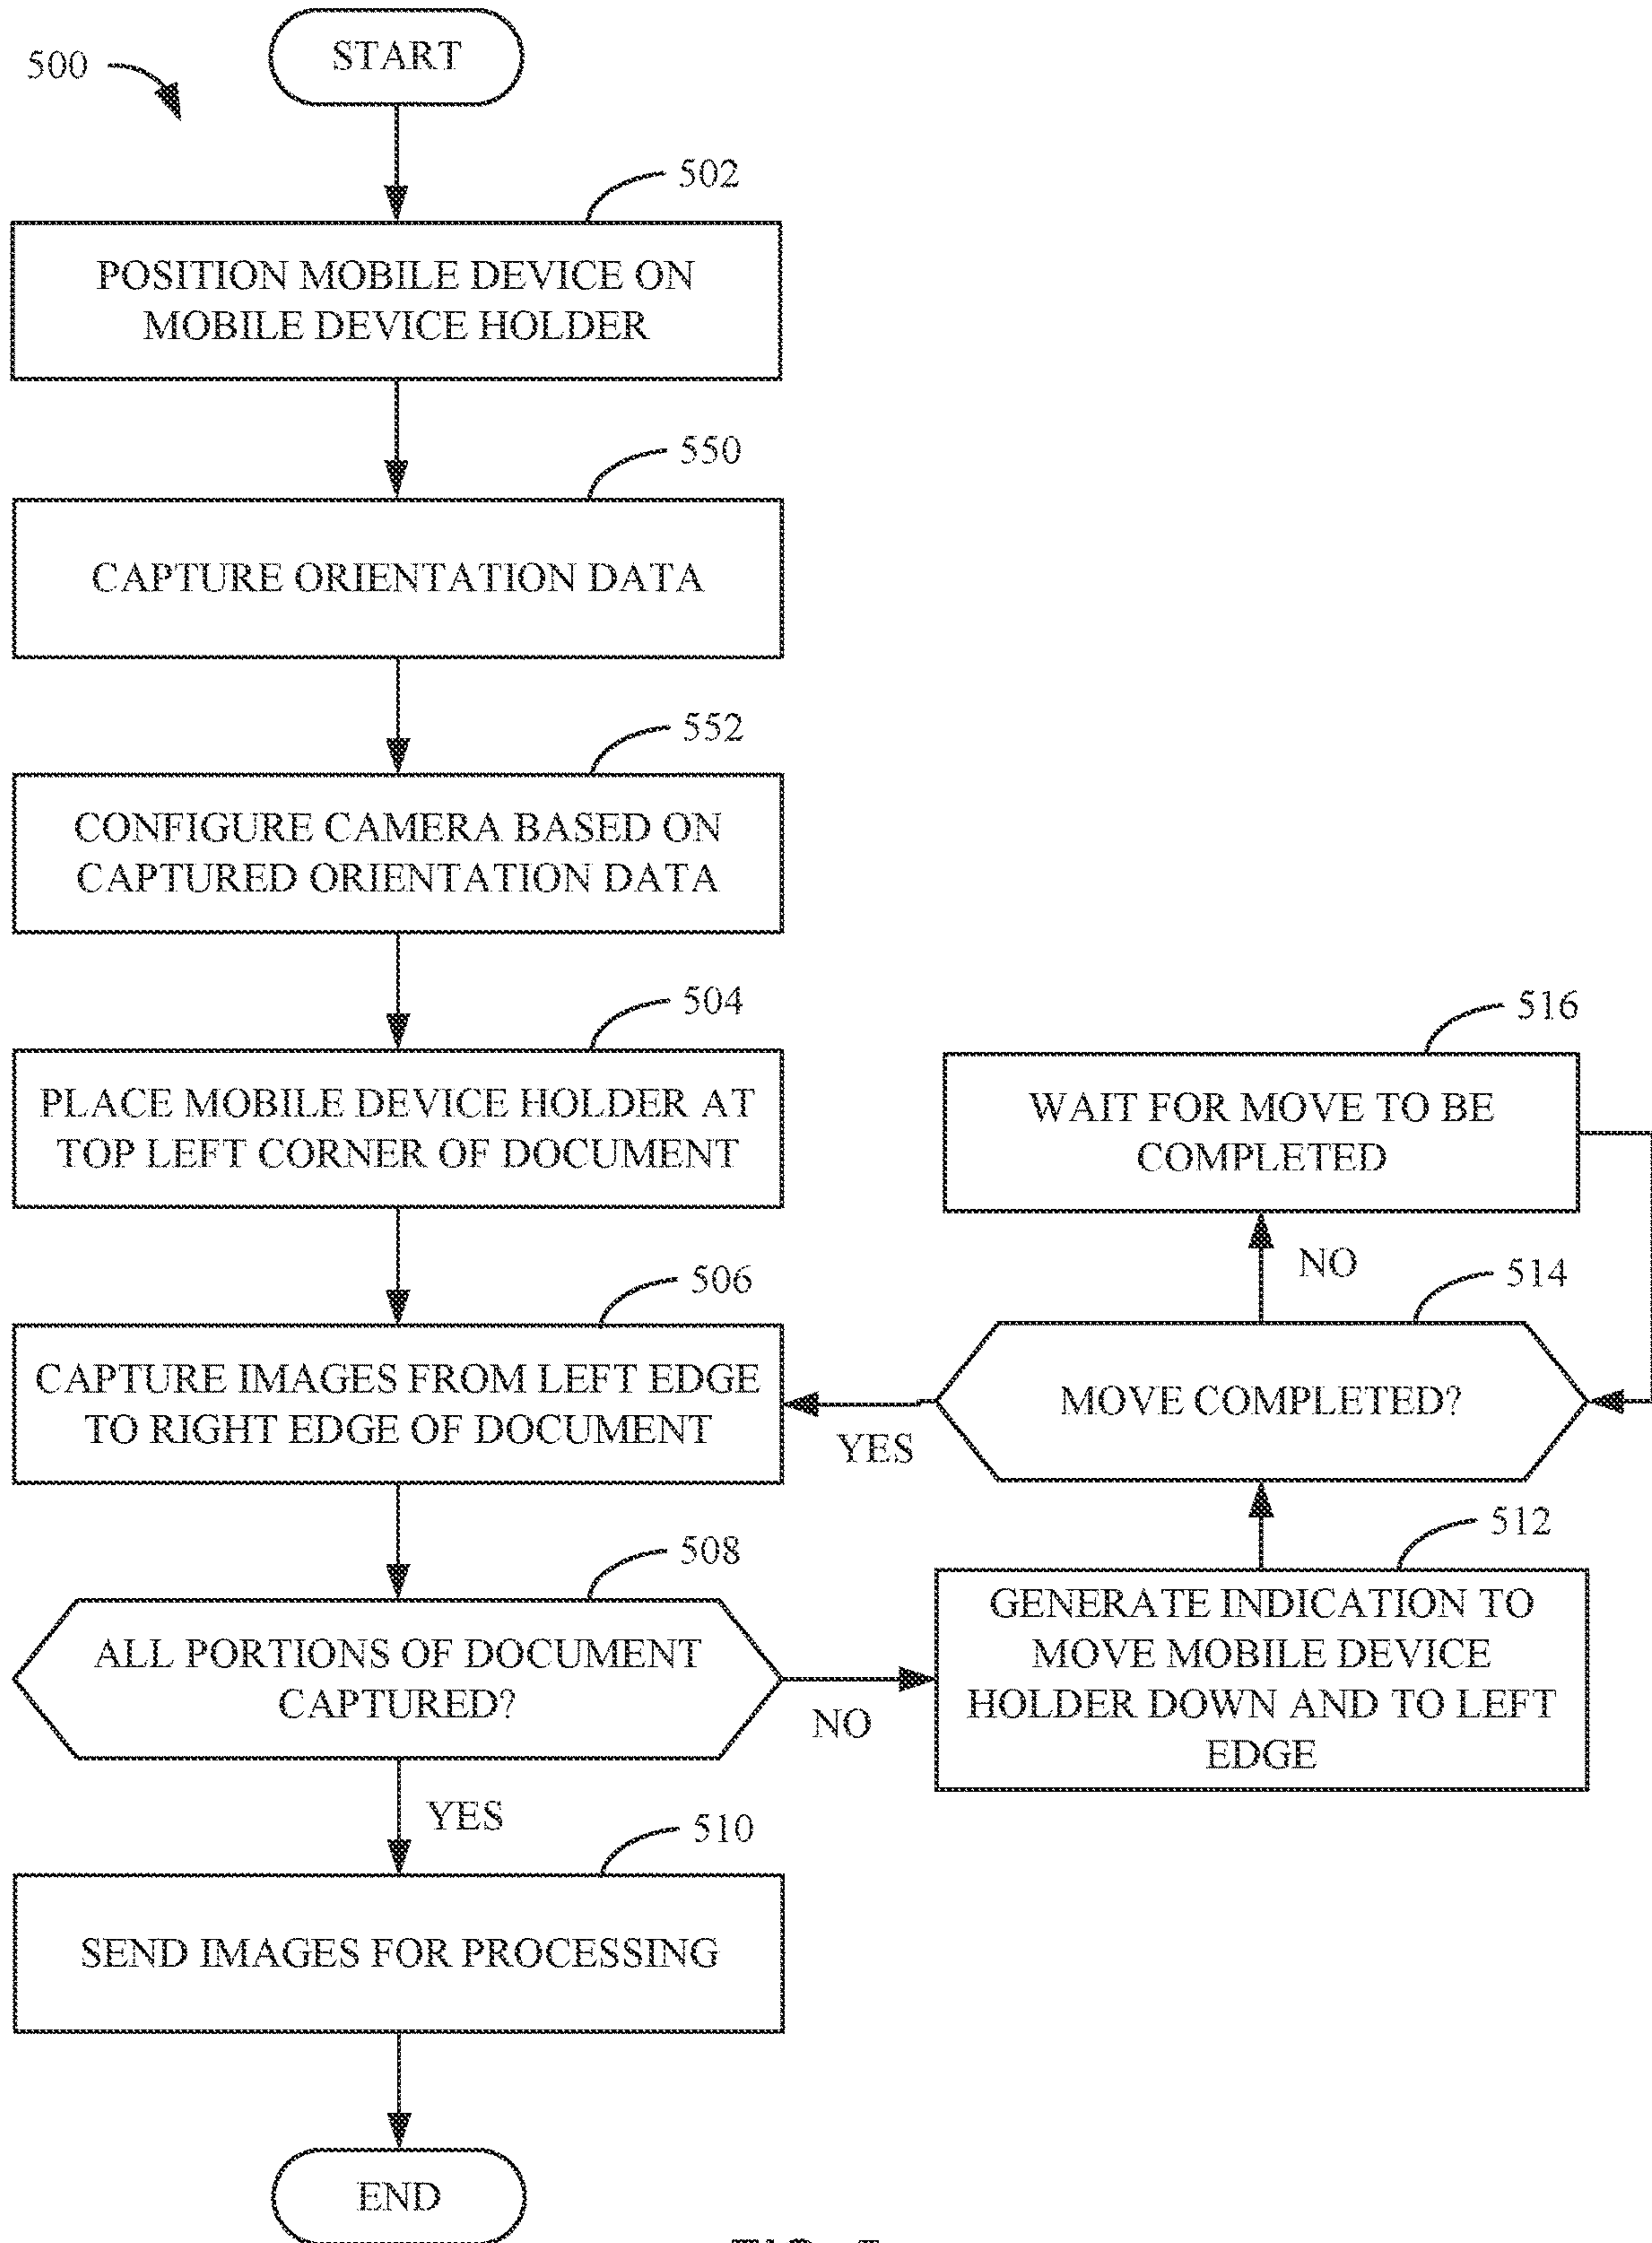 500
START
502
POSITION MOBILE DEVICE ON
MOBILE DEVICE HOLDER
550
CAPTURE ORIENTATION DATA
552
CONFIGURE CAMERA BASED ON
CAPTURED ORIENTATION DATA
504
PLACE MOBILE DEVICE HOLDER AT
TOP LEFT CORNER OF DOCUMENT
516
WAIT FOR MOVE TO BE
COMPLETED
NO
506
CAPTURE IMAGES FROM LEFT EDGE
TO RIGHT EDGE OF DOCUMENT
514
MOVE COMPLETED?
YES
508
ALL PORTIONS OF DOCUMENT
CAPTURED?
NO
512
GENERATE INDICATION TO
MOVE MOBILE DEVICE
HOLDER DOWN AND TO LEFT
EDGE
YES
510
SEND IMAGES FOR PROCESSING
END